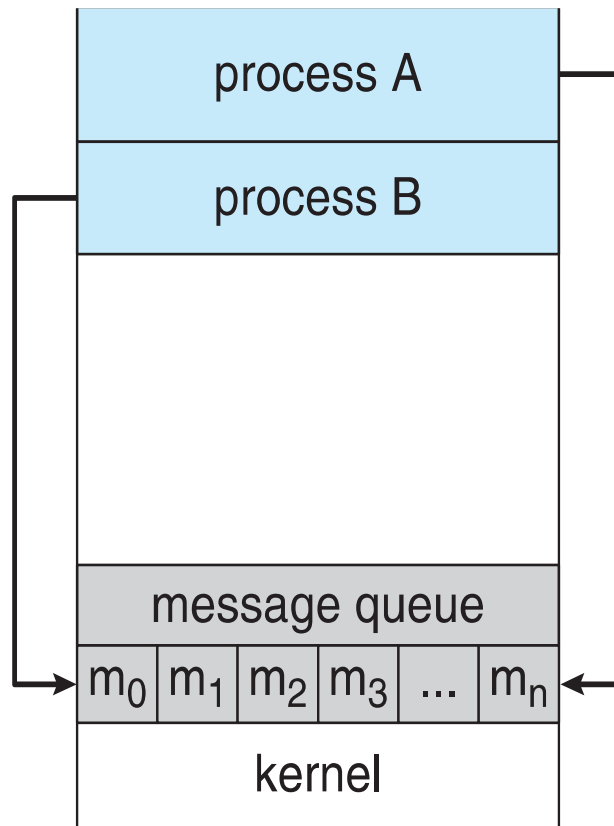 process A
process B
message queue
m₀ m₁ m₂ m₃ ... mₙ
kernel